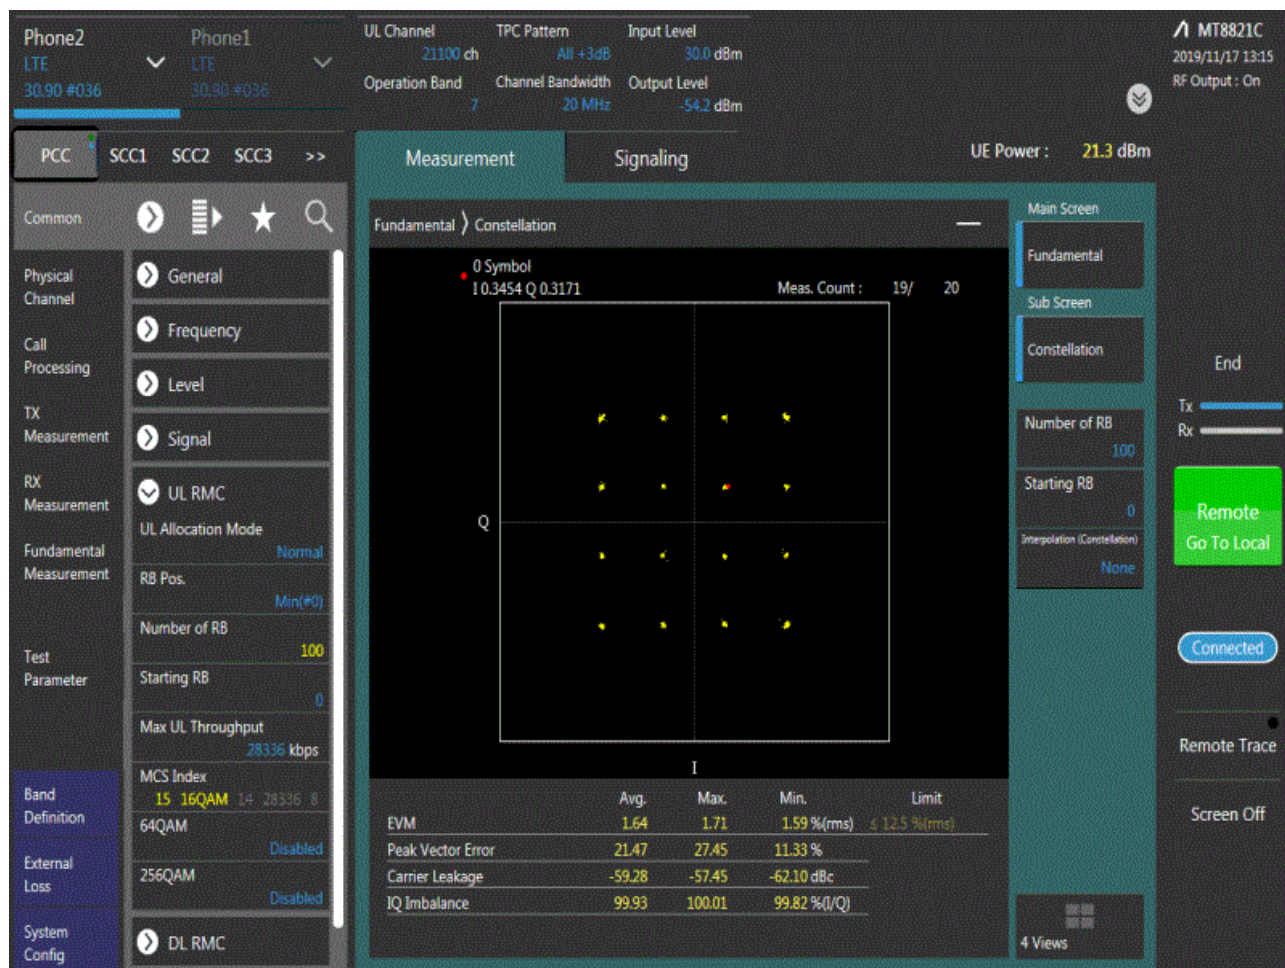 Phone2
LTE
30.90 #036
Phone1
LTE
30.90 #036
UL Channel
21100 ch
TPC Pattern
All +3dB
Input Level
30.0 dBm
Operation Band
7
Channel Bandwidth
20 MHz
Output Level
-54.2 dBm
MT8821C
2019/11/17 13:15
RF Output : On
PCC SCC1 SCC2 SCC3 >>
Measurement
Signaling
UE Power : 21.3 dBm
Common
Physical
Channel
Call
Processing
TX
Measurement
RX
Measurement
Fundamental
Measurement
Test
Parameter
Band
Definition
External
Loss
System
Config
General
Frequency
Level
Signal
UL RMC
UL Allocation Mode
Normal
RB Pos.
Min(#0)
Number of RB
100
Starting RB
0
Max UL Throughput
28336 kbps
MCS Index
15 16QAM 14 28336 8
64QAM
Disabled
256QAM
Disabled
DL RMC
Fundamental ⟩ Constellation
0 Symbol
I 0.3454 Q 0.3171
Meas. Count : 19/ 20
Q
I
Avg. Max. Min. Limit
EVM 1.64 1.71 1.59 %(rms) ≤ 12.5 %(rms)
Peak Vector Error 21.47 27.45 11.33 %
Carrier Leakage -59.28 -57.45 -62.10 dBc
IQ Imbalance 99.93 100.01 99.82 %(I/Q)
Main Screen
Fundamental
Sub Screen
Constellation
Number of RB
100
Starting RB
0
Interpolation (Constellation)
None
4 Views
End
Tx
Rx
Remote
Go To Local
Connected
Remote Trace
Screen Off